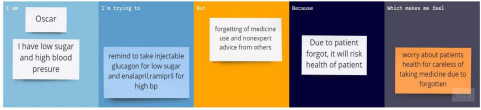 I am
Oscar
I have low sugar
and high blood
presure
I'm trying to
remind to take injectable
glucagon for low sugar
and enalapril,ramipril for
high bp
But
forgetting of medicine
use and nonexpert
advice from others
Because
Due to patient
forgot, it will risk
health of patient
Which makes me feel
worry about patients
health for careless of
taking medicine due to
forgotten